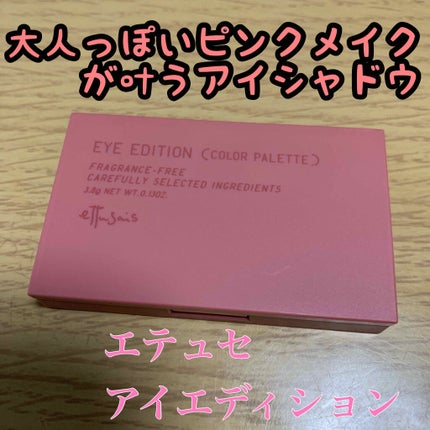 大人っぽいピンクメイク
が叶うアイシャドウ
EYE EDITION (COLOR PALETTE)
FRAGRANCE-FREE
CAREFULLY SELECTED INGREDIENTS
3.8g NET WT.0.13OZ.
ettusais
エテュセ
アイエディション